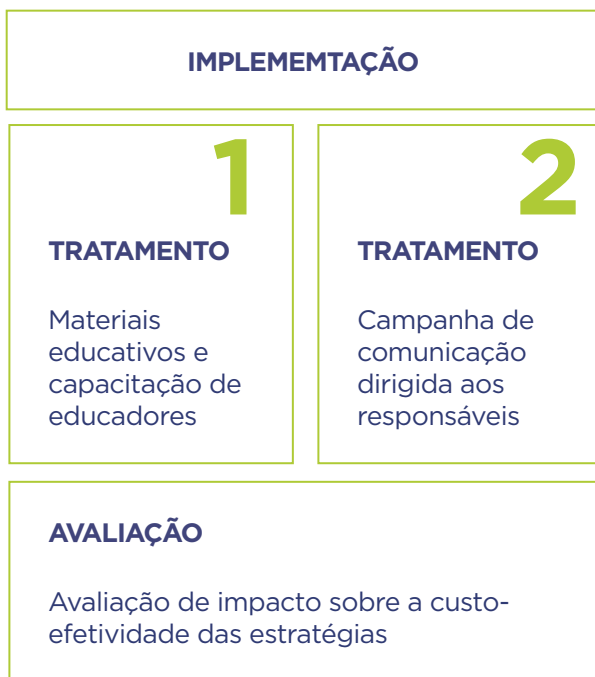 IMPLEMEMTAÇÃO
1
TRATAMENTO
Materiais
educativos e
capacitação de
educadores
2
TRATAMENTO
Campanha de
comunicação
dirigida aos
responsáveis
AVALIAÇÃO
Avaliação de impacto sobre a custo-
efetividade das estratégias